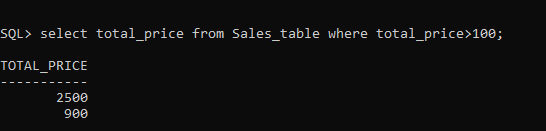 SQL> select total_price from Sales_table where total_price>100;
TOTAL_PRICE
-----------
2500
900